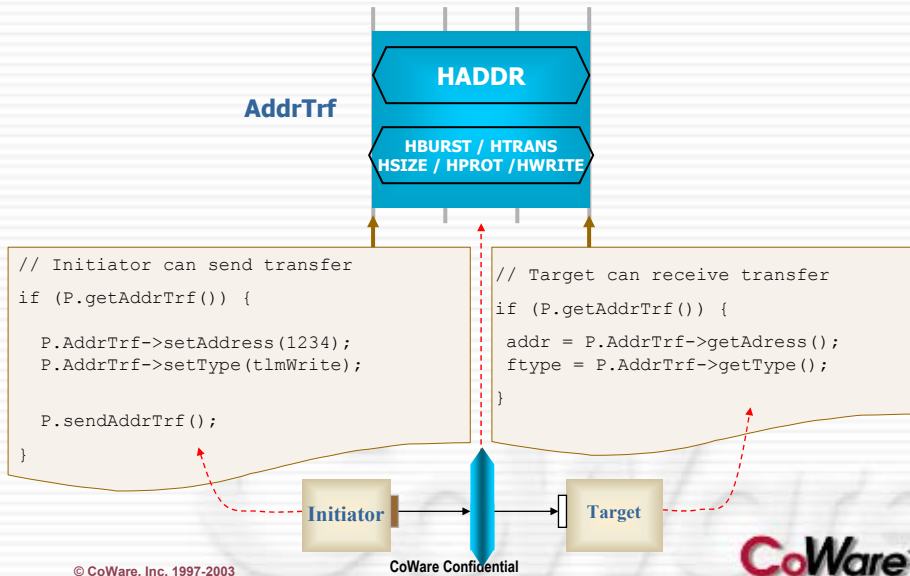 HADDR
AddrTrf
HBURST / HTRANS
HSIZE / HPROT /HWRITE
// Initiator can send transfer
if (P.getAddrTrf()) {
P.AddrTrf->setAddress(1234);
P.AddrTrf->setType(tlmWrite);
P.sendAddrTrf();
}
// Target can receive transfer
if (P.getAddrTrf()) {
addr = P.AddrTrf->getAdress();
ftype = P.AddrTrf->getType();
}
Initiator
Target
© CoWare, Inc. 1997-2003
CoWare Confidential
CoWare